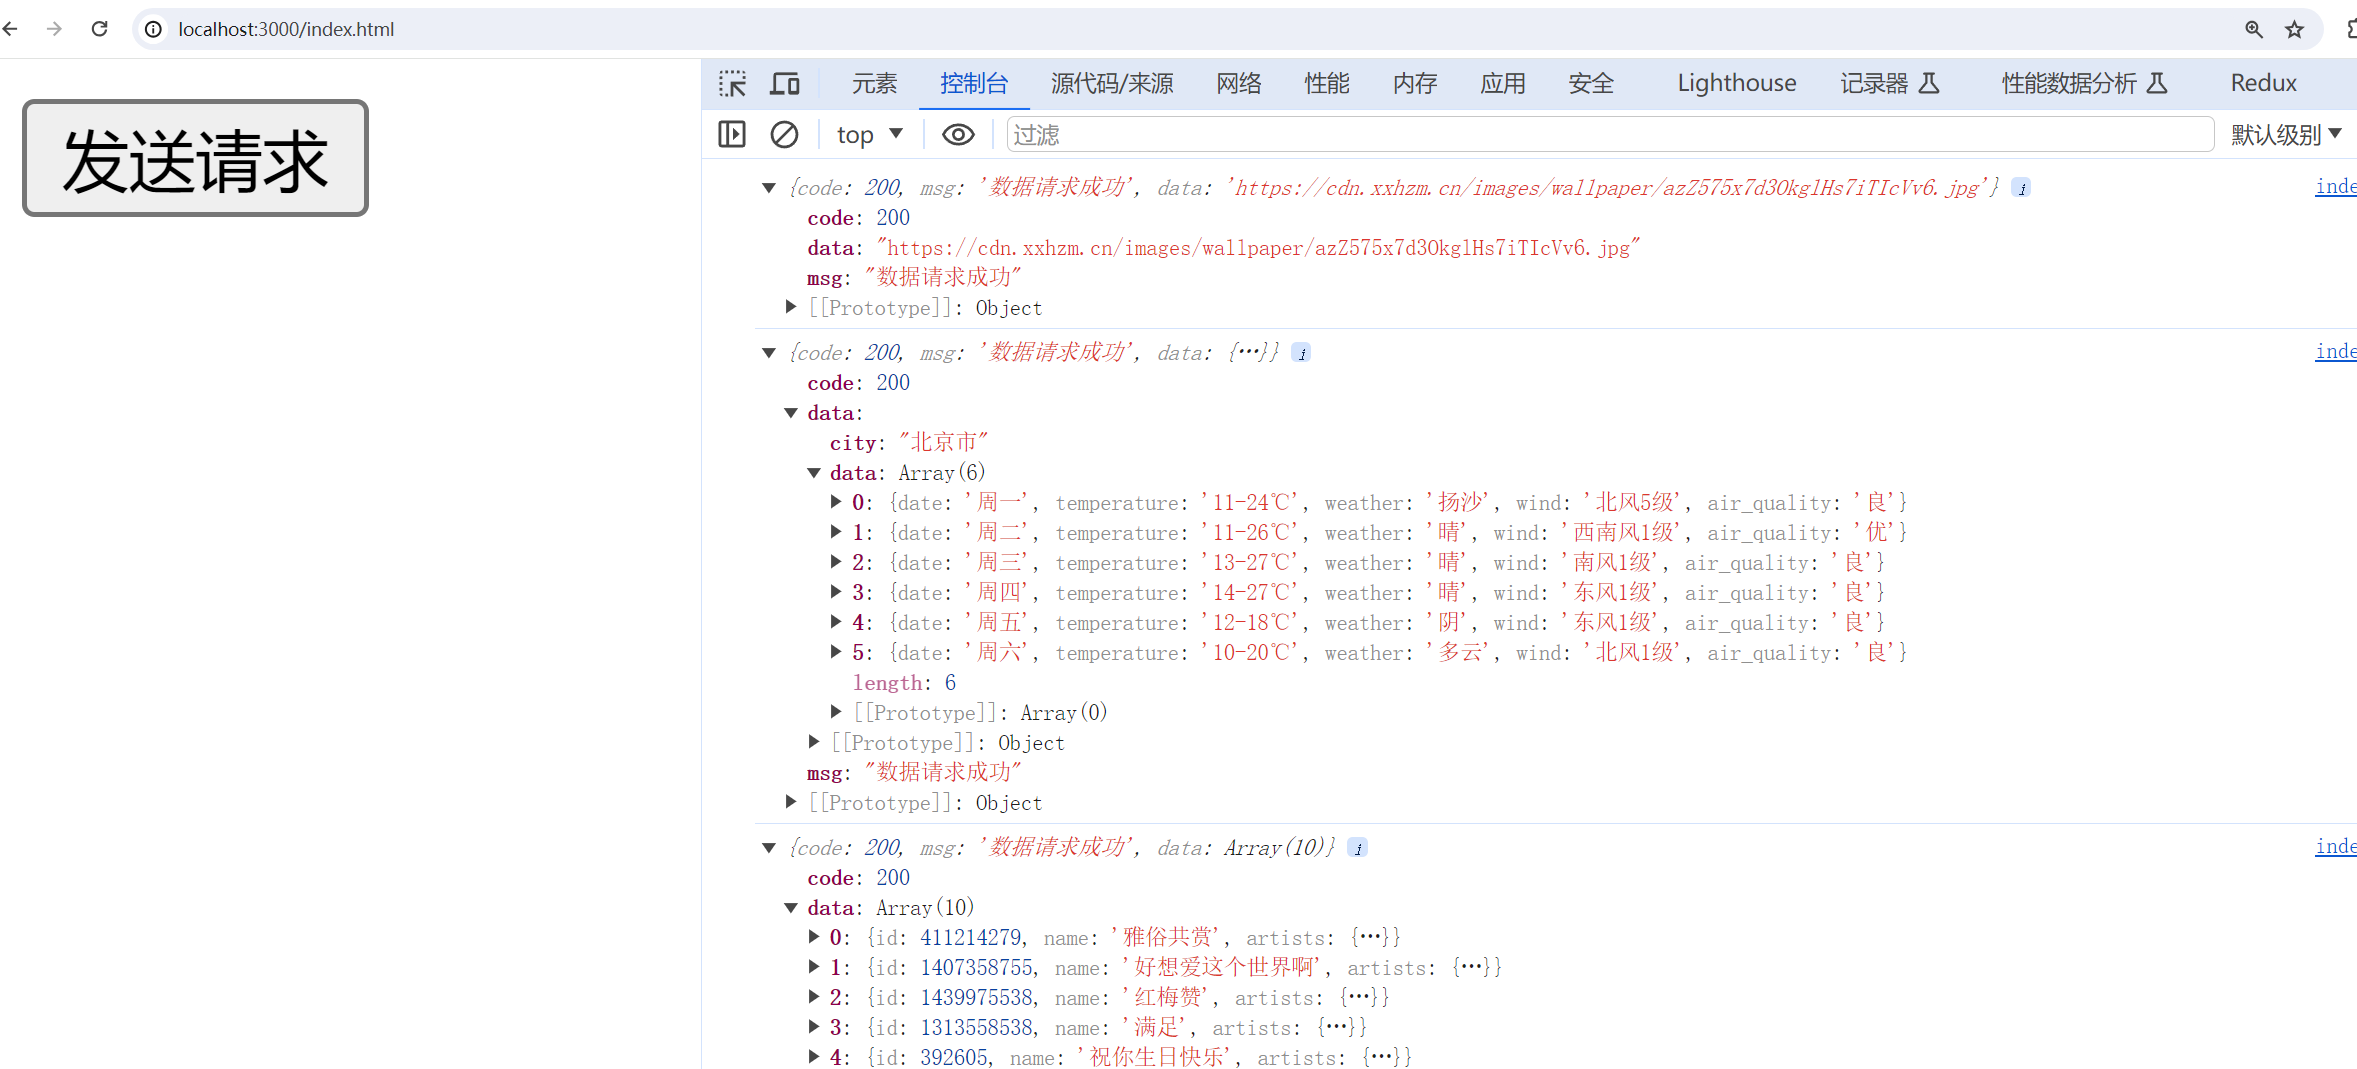 localhost:3000/index.html
发送请求
元素 控制台 源代码/来源 网络 性能 内存 应用 安全 Lighthouse 记录器 性能数据分析 Redux
top 过滤 默认级别
{code: 200, msg: '数据请求成功', data: 'https://cdn.xxhzm.cn/images/wallpaper/azZ575x7d3OkglHs7iTIcVv6.jpg'} i inde
code: 200
data: "https://cdn.xxhzm.cn/images/wallpaper/azZ575x7d3OkglHs7iTIcVv6.jpg"
msg: "数据请求成功"
[[Prototype]]: Object
{code: 200, msg: '数据请求成功', data: {…}} i inde
code: 200
data:
city: "北京市"
data: Array(6)
0: {date: '周一', temperature: '11-24℃', weather: '扬沙', wind: '北风5级', air_quality: '良'}
1: {date: '周二', temperature: '11-26℃', weather: '晴', wind: '西南风1级', air_quality: '优'}
2: {date: '周三', temperature: '13-27℃', weather: '晴', wind: '南风1级', air_quality: '良'}
3: {date: '周四', temperature: '14-27℃', weather: '晴', wind: '东风1级', air_quality: '良'}
4: {date: '周五', temperature: '12-18℃', weather: '阴', wind: '东风1级', air_quality: '良'}
5: {date: '周六', temperature: '10-20℃', weather: '多云', wind: '北风1级', air_quality: '良'}
length: 6
[[Prototype]]: Array(0)
[[Prototype]]: Object
msg: "数据请求成功"
[[Prototype]]: Object
{code: 200, msg: '数据请求成功', data: Array(10)} i inde
code: 200
data: Array(10)
0: {id: 411214279, name: '雅俗共赏', artists: {…}}
1: {id: 1407358755, name: '好想爱这个世界啊', artists: {…}}
2: {id: 1439975538, name: '红梅赞', artists: {…}}
3: {id: 1313558538, name: '满足', artists: {…}}
4: {id: 392605, name: '祝你生日快乐', artists: {…}}